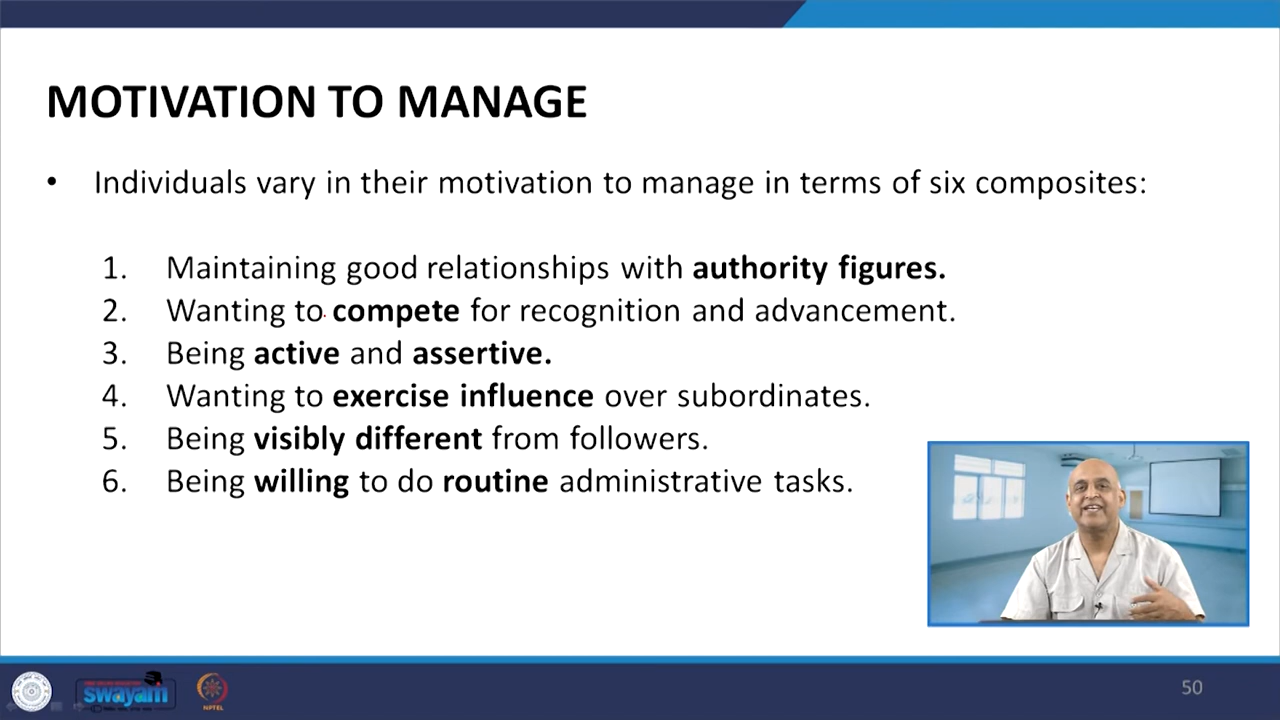 MOTIVATION TO MANAGE
• Individuals vary in their motivation to manage in terms of six composites:
1. Maintaining good relationships with authority figures.
2. Wanting to compete for recognition and advancement.
3. Being active and assertive.
4. Wanting to exercise influence over subordinates.
5. Being visibly different from followers.
6. Being willing to do routine administrative tasks.
swayam
NPTEL
50